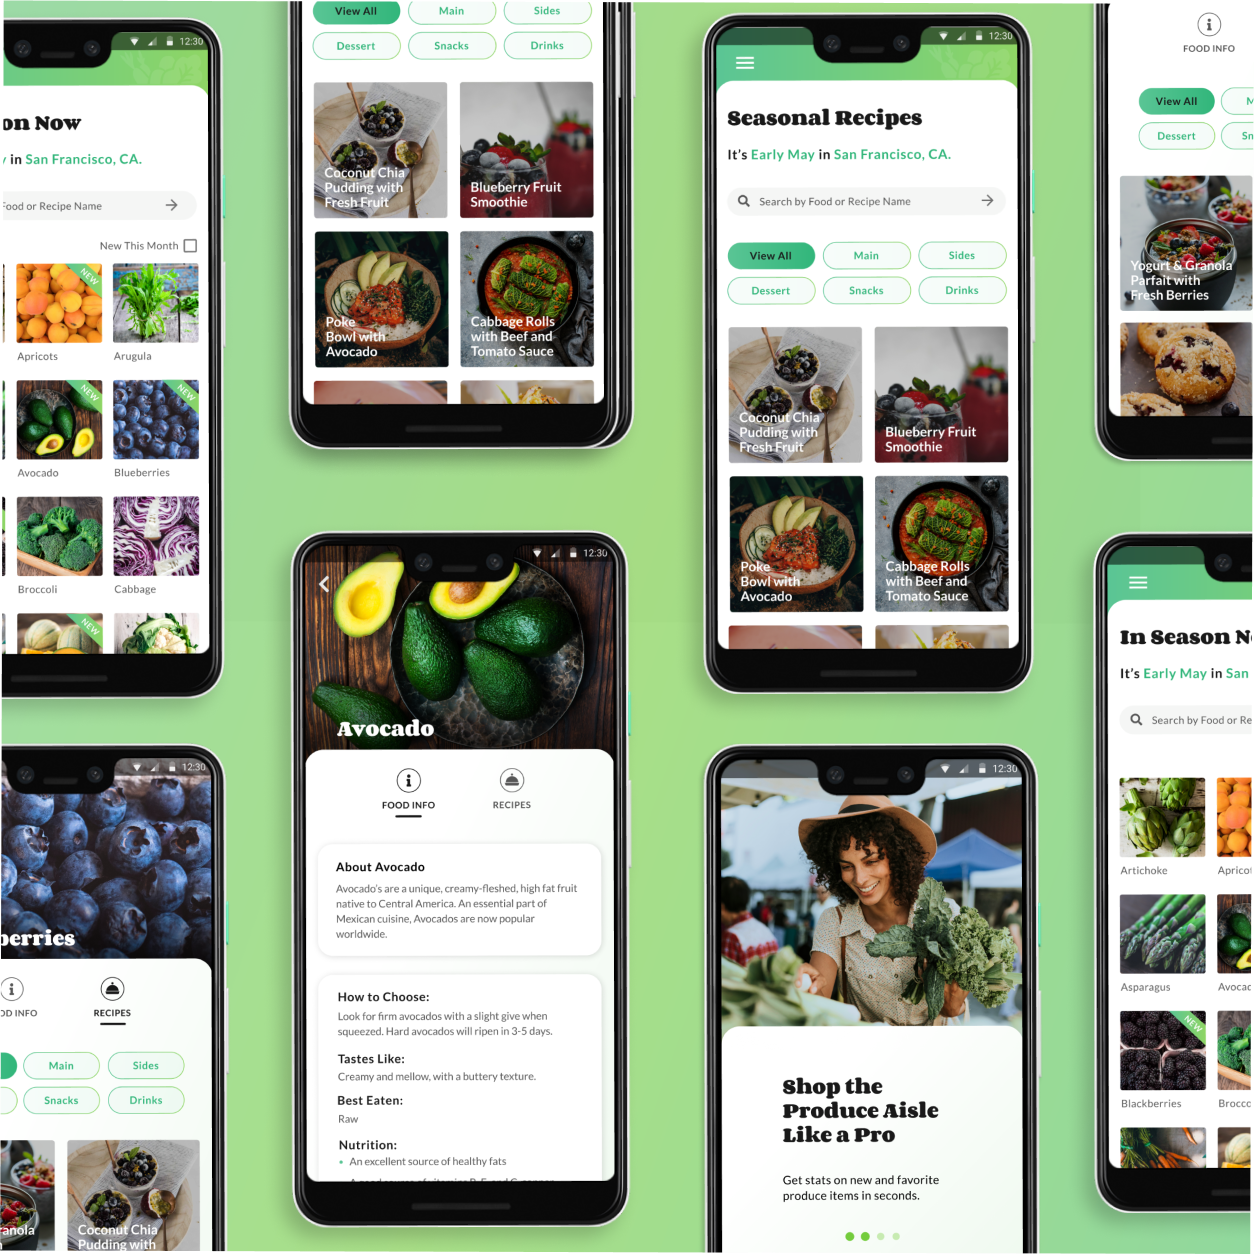 12:30
on Now
in San Francisco, CA.
Food or Recipe Name
New This Month
NEW
Apricots
Arugula
NEW
NEW
Avocado
Blueberries
Broccoli
Cabbage
NEW
View All
Main
Sides
Dessert
Snacks
Drinks
Coconut Chia
Pudding with
Fresh Fruit
Blueberry Fruit
Smoothie
Poke
Bowl with
Avocado
Cabbage Rolls
with Beef and
Tomato Sauce
12:30
Seasonal Recipes
It's Early May in San Francisco, CA.
Search by Food or Recipe Name
View All
Main
Sides
Dessert
Snacks
Drinks
Coconut Chia
Pudding with
Fresh Fruit
Blueberry Fruit
Smoothie
Poke
Bowl with
Avocado
Cabbage Rolls
with Beef and
Tomato Sauce
FOOD INFO
View All
M
Dessert
Sn
Yogurt & Granola
Parfait with
Fresh Berries
12:30
berries
OD INFO
RECIPES
Main
Sides
Snacks
Drinks
ranola
Coconut Chia
Pudding with
12:30
Avocado
FOOD INFO
RECIPES
About Avocado
Avocado's are a unique, creamy-fleshed, high fat fruit
native to Central America. An essential part of
Mexican cuisine, Avocados are now popular
worldwide.
How to Choose:
Look for firm avocados with a slight give when
squeezed. Hard avocados will ripen in 3-5 days.
Tastes Like:
Creamy and mellow, with a buttery texture.
Best Eaten:
Raw
Nutrition:
• An excellent source of healthy fats
12:30
Shop the
Produce Aisle
Like a Pro
Get stats on new and favorite
produce items in seconds.
In Season N
It's Early May in San
Search by Food or Re
Artichoke
Aprico
Asparagus
Avocac
NEW
Blackberries
Brocco